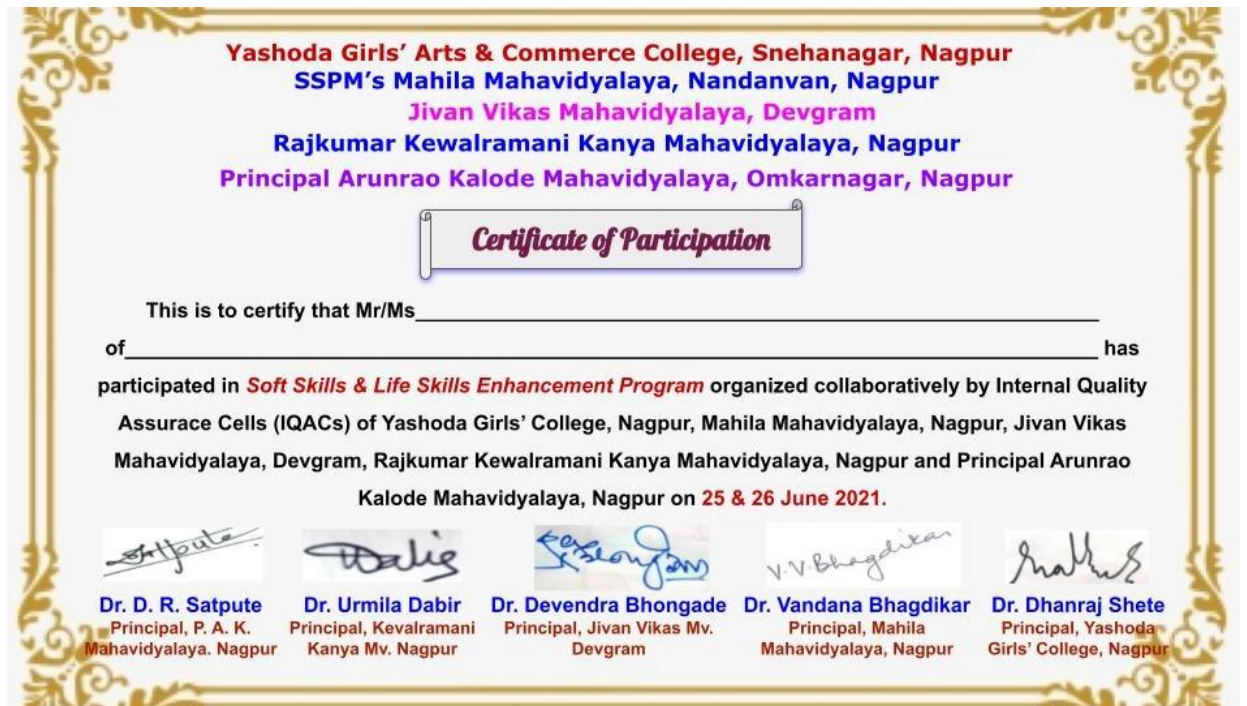 Yashoda Girls' Arts & Commerce College, Snehanagar, Nagpur
SSPM's Mahila Mahavidyalaya, Nandanvan, Nagpur
Jivan Vikas Mahavidyalaya, Devgram
Rajkumar Kewalramani Kanya Mahavidyalaya, Nagpur
Principal Arunrao Kalode Mahavidyalaya, Omkarnagar, Nagpur
Certificate of Participation
This is to certify that Mr/Ms
of has
participated in Soft Skills & Life Skills Enhancement Program organized collaboratively by Internal Quality
Assurace Cells (IQACs) of Yashoda Girls' College, Nagpur, Mahila Mahavidyalaya, Nagpur, Jivan Vikas
Mahavidyalaya, Devgram, Rajkumar Kewalramani Kanya Mahavidyalaya, Nagpur and Principal Arunrao
Kalode Mahavidyalaya, Nagpur on 25 & 26 June 2021.
V.V.Bhagdikar
Dr. D. R. Satpute
Principal, P. A. K.
Mahavidyalaya. Nagpur
Dr. Urmila Dabir
Principal, Kevalramani
Kanya Mv. Nagpur
Dr. Devendra Bhongade
Principal, Jivan Vikas Mv.
Devgram
Dr. Vandana Bhagdikar
Principal, Mahila
Mahavidyalaya, Nagpur
Dr. Dhanraj Shete
Principal, Yashoda
Girls' College, Nagpur